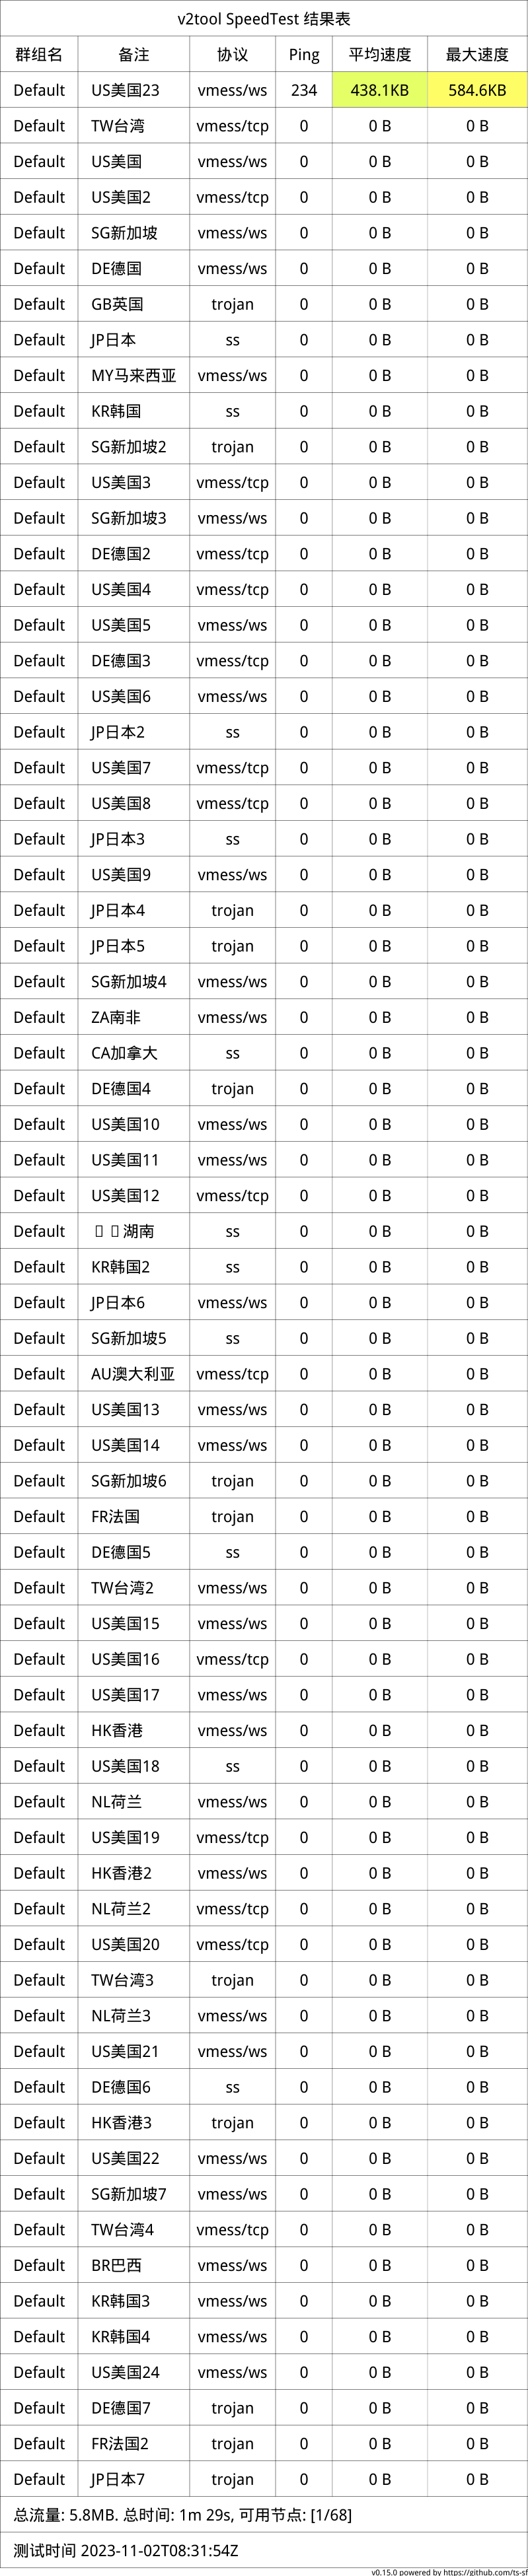 v2tool SpeedTest 结果表
群组名 备注 协议 Ping 平均速度 最大速度
Default US美国23 vmess/ws 234 438.1KB 584.6KB
Default TW台湾 vmess/tcp 0 0 B 0 B
Default US美国 vmess/ws 0 0 B 0 B
Default US美国2 vmess/tcp 0 0 B 0 B
Default SG新加坡 vmess/ws 0 0 B 0 B
Default DE德国 vmess/ws 0 0 B 0 B
Default GB英国 trojan 0 0 B 0 B
Default JP日本 ss 0 0 B 0 B
Default MY马来西亚 vmess/ws 0 0 B 0 B
Default KR韩国 ss 0 0 B 0 B
Default SG新加坡2 trojan 0 0 B 0 B
Default US美国3 vmess/tcp 0 0 B 0 B
Default SG新加坡3 vmess/ws 0 0 B 0 B
Default DE德国2 vmess/tcp 0 0 B 0 B
Default US美国4 vmess/tcp 0 0 B 0 B
Default US美国5 vmess/ws 0 0 B 0 B
Default DE德国3 vmess/tcp 0 0 B 0 B
Default US美国6 vmess/ws 0 0 B 0 B
Default JP日本2 ss 0 0 B 0 B
Default US美国7 vmess/tcp 0 0 B 0 B
Default US美国8 vmess/tcp 0 0 B 0 B
Default JP日本3 ss 0 0 B 0 B
Default US美国9 vmess/ws 0 0 B 0 B
Default JP日本4 trojan 0 0 B 0 B
Default JP日本5 trojan 0 0 B 0 B
Default SG新加坡4 vmess/ws 0 0 B 0 B
Default ZA南非 vmess/ws 0 0 B 0 B
Default CA加拿大 ss 0 0 B 0 B
Default DE德国4 trojan 0 0 B 0 B
Default US美国10 vmess/ws 0 0 B 0 B
Default US美国11 vmess/ws 0 0 B 0 B
Default US美国12 vmess/tcp 0 0 B 0 B
Default 湖南 ss 0 0 B 0 B
Default KR韩国2 ss 0 0 B 0 B
Default JP日本6 vmess/ws 0 0 B 0 B
Default SG新加坡5 ss 0 0 B 0 B
Default AU澳大利亚 vmess/tcp 0 0 B 0 B
Default US美国13 vmess/ws 0 0 B 0 B
Default US美国14 vmess/ws 0 0 B 0 B
Default SG新加坡6 trojan 0 0 B 0 B
Default FR法国 trojan 0 0 B 0 B
Default DE德国5 ss 0 0 B 0 B
Default TW台湾2 vmess/ws 0 0 B 0 B
Default US美国15 vmess/ws 0 0 B 0 B
Default US美国16 vmess/tcp 0 0 B 0 B
Default US美国17 vmess/ws 0 0 B 0 B
Default HK香港 vmess/ws 0 0 B 0 B
Default US美国18 ss 0 0 B 0 B
Default NL荷兰 vmess/ws 0 0 B 0 B
Default US美国19 vmess/tcp 0 0 B 0 B
Default HK香港2 vmess/ws 0 0 B 0 B
Default NL荷兰2 vmess/tcp 0 0 B 0 B
Default US美国20 vmess/tcp 0 0 B 0 B
Default TW台湾3 trojan 0 0 B 0 B
Default NL荷兰3 vmess/ws 0 0 B 0 B
Default US美国21 vmess/ws 0 0 B 0 B
Default DE德国6 ss 0 0 B 0 B
Default HK香港3 trojan 0 0 B 0 B
Default US美国22 vmess/ws 0 0 B 0 B
Default SG新加坡7 vmess/ws 0 0 B 0 B
Default TW台湾4 vmess/tcp 0 0 B 0 B
Default BR巴西 vmess/ws 0 0 B 0 B
Default KR韩国3 vmess/ws 0 0 B 0 B
Default KR韩国4 vmess/ws 0 0 B 0 B
Default US美国24 vmess/ws 0 0 B 0 B
Default DE德国7 trojan 0 0 B 0 B
Default FR法国2 trojan 0 0 B 0 B
Default JP日本7 trojan 0 0 B 0 B
总流量: 5.8MB. 总时间: 1m 29s, 可用节点: [1/68]
测试时间 2023-11-02T08:31:54Z
v0.15.0 powered by https://github.com/ts-sf